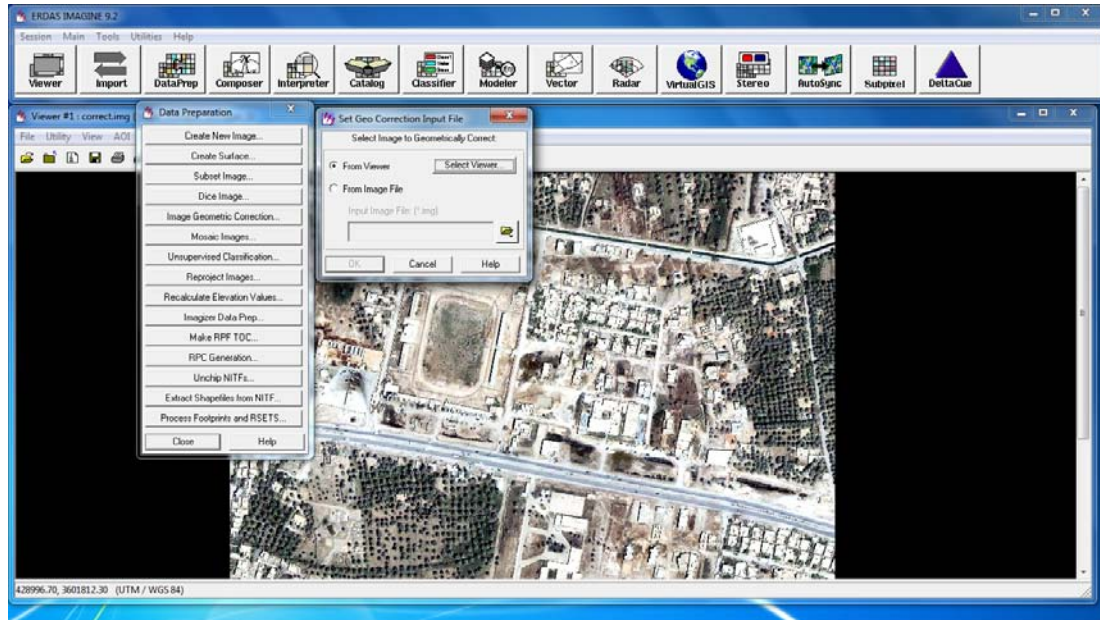 ERDAS IMAGINE 9.2
Session Main Tools Utilities Help
Viewer Import DataPrep Composer Interpreter Catalog Classifier Modeler Vector Radar VirtualGIS Stereo AutoSync Subpixel DeltaCue
Viewer #1 : correct.img (
File Utility View AOI
Data Preparation
Create New Image...
Create Surface...
Subset Image...
Dice Image...
Image Geometric Correction...
Mosaic Images...
Unsupervised Classification...
Reproject Images...
Recalculate Elevation Values...
Imagizer Data Prep...
Make RPF TOC...
RPC Generation...
Unchip NITFs...
Extract Shapefiles from NITF...
Process Footprints and RSETS...
Close Help
Set Geo Correction Input File
Select Image to Geometrically Correct:
From Viewer Select Viewer...
From Image File
Input Image File: (*.img)
OK Cancel Help
428996.70, 3601812.30 (UTM / WGS 84)